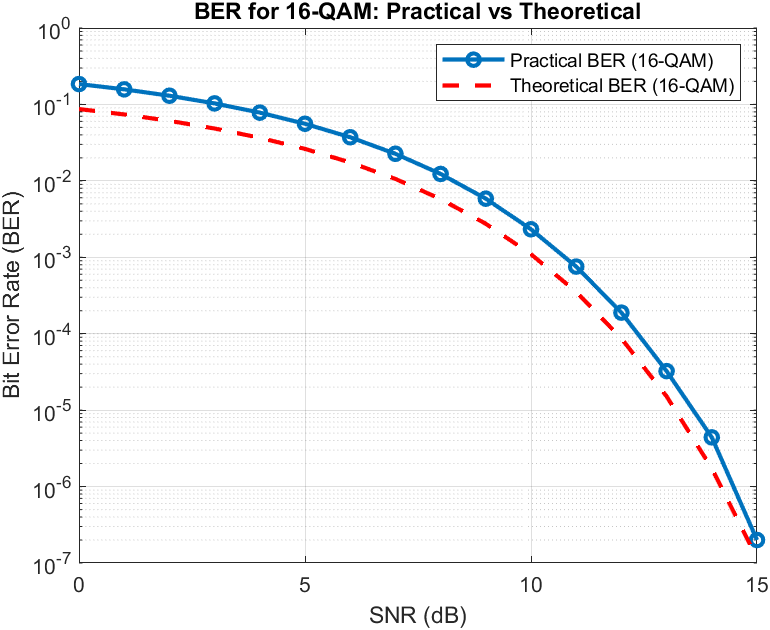 BER for 16-QAM: Practical vs Theoretical
Practical BER (16-QAM)
Theoretical BER (16-QAM)
Bit Error Rate (BER)
10^0
10^-1
10^-2
10^-3
10^-4
10^-5
10^-6
10^-7
0 5 10 15
SNR (dB)